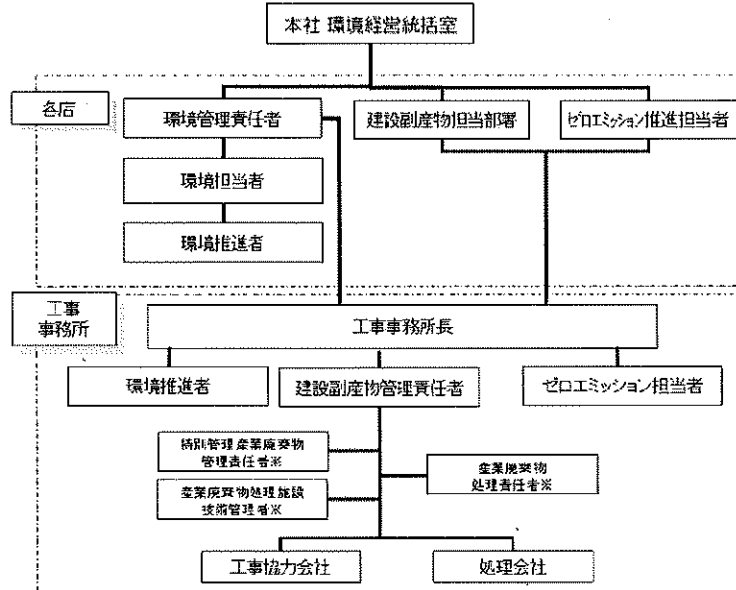 本社 環境経営統括室
各店
環境管理責任者
建設副産物担当部署
ゼロエミッション推進担当者
環境担当者
環境推進者
工事
事務所
工事事務所長
環境推進者
建設副産物管理責任者
ゼロエミッション担当者
特別管理産業廃棄物
管理責任者※
産業廃棄物
処理責任者※
産業廃棄物処理施設
技術管理者※
工事協力会社
処理会社